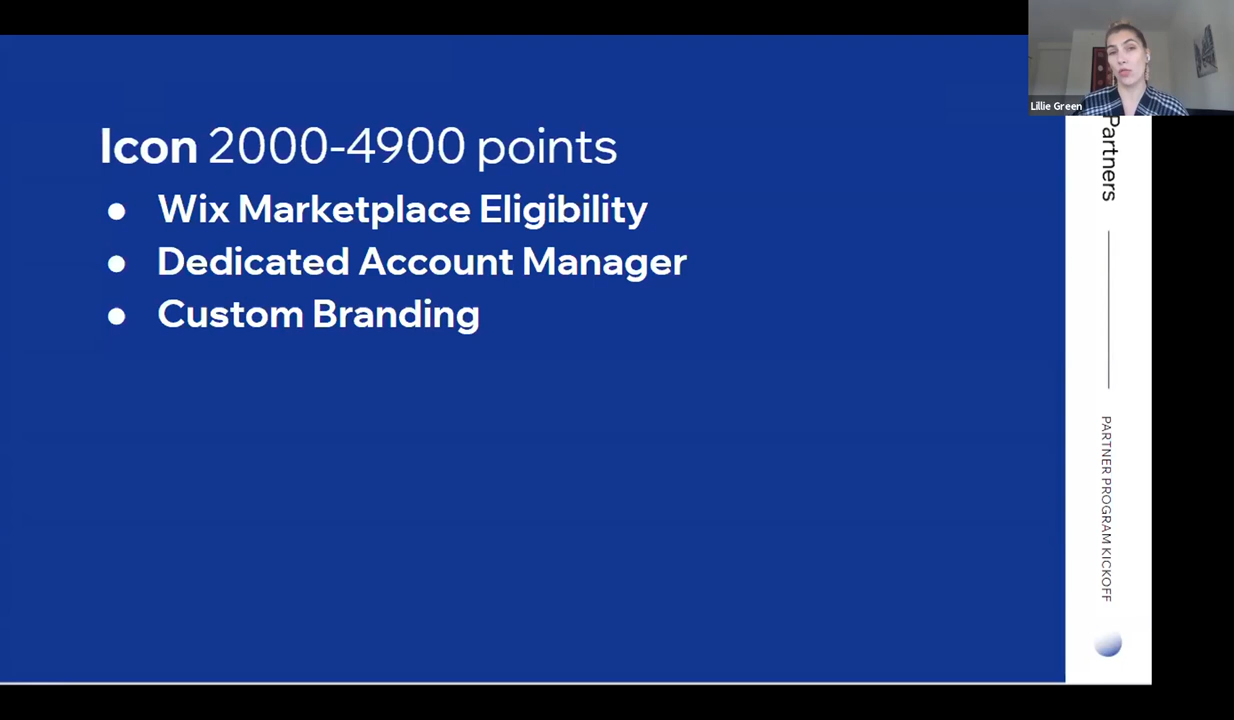 Icon 2000-4900 points
● Wix Marketplace Eligibility
● Dedicated Account Manager
● Custom Branding
Lillie Green
Partners
PARTNER PROGRAM KICKOFF